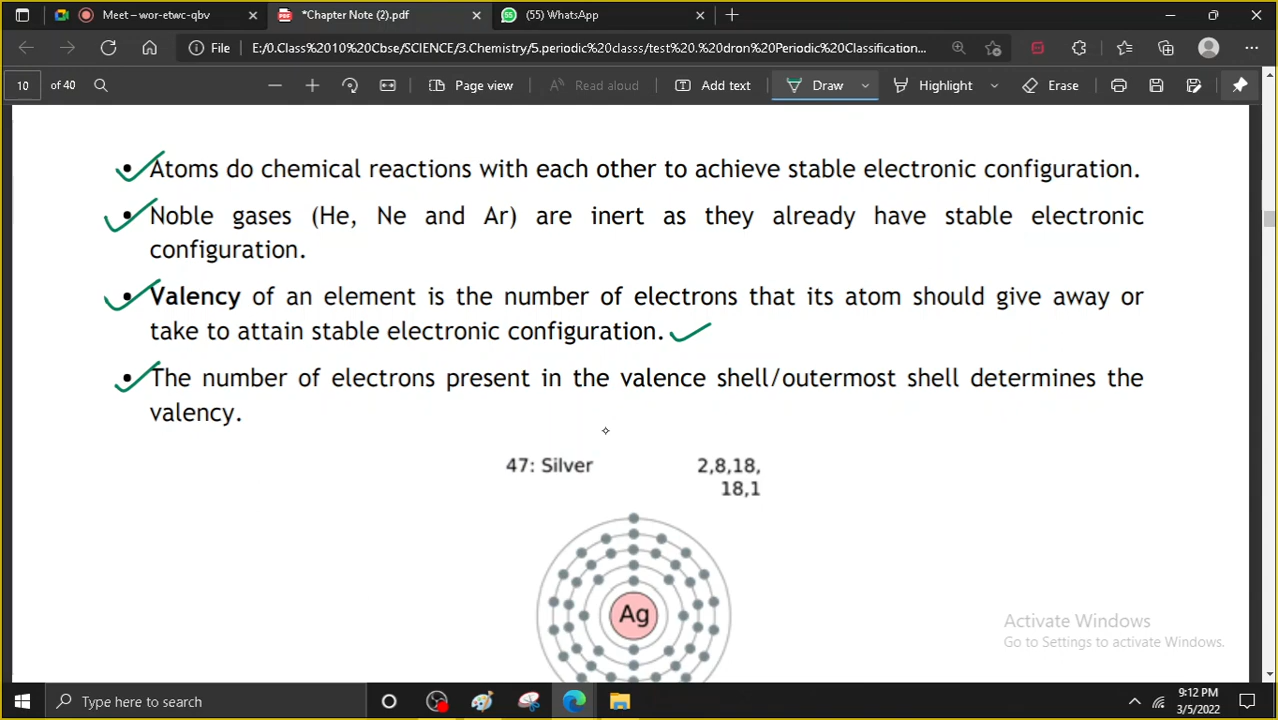 Meet – wor-etwc-qbv
*Chapter Note (2).pdf
(55) WhatsApp
File
E:/0.Class%2010%20Cbse/SCIENCE/3.Chemistry/5.periodic%20classs/test%20.%20dron%20Periodic%20Classification...
10 of 40
Page view
Read aloud
Add text
Draw
Highlight
Erase
• Atoms do chemical reactions with each other to achieve stable electronic configuration.
• Noble gases (He, Ne and Ar) are inert as they already have stable electronic
configuration.
• Valency of an element is the number of electrons that its atom should give away or
take to attain stable electronic configuration.
• The number of electrons present in the valence shell/outermost shell determines the
valency.
47: Silver
2,8,18,
18,1
Ag
Activate Windows
Go to Settings to activate Windows.
Type here to search
9:12 PM
3/5/2022